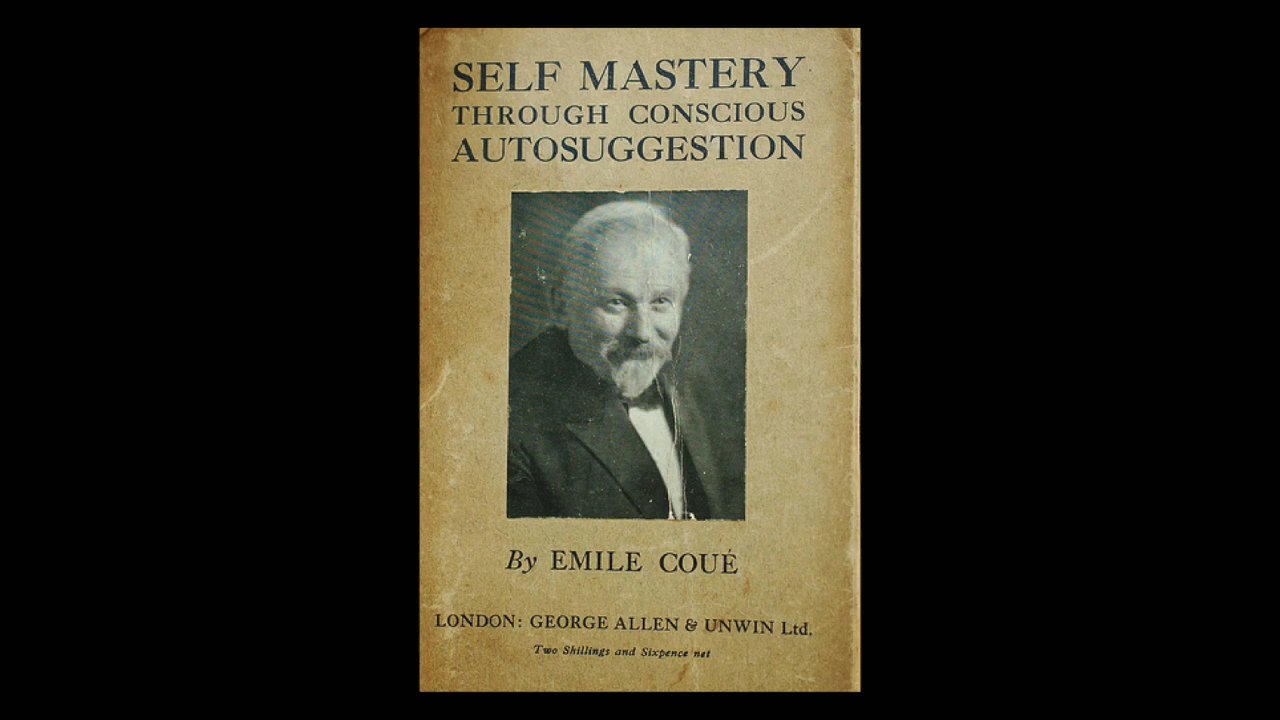 SELF MASTERY
THROUGH CONSCIOUS
AUTOSUGGESTION
By EMILE COUÉ
LONDON: GEORGE ALLEN & UNWIN Ltd.
Two Shillings and Sixpence net